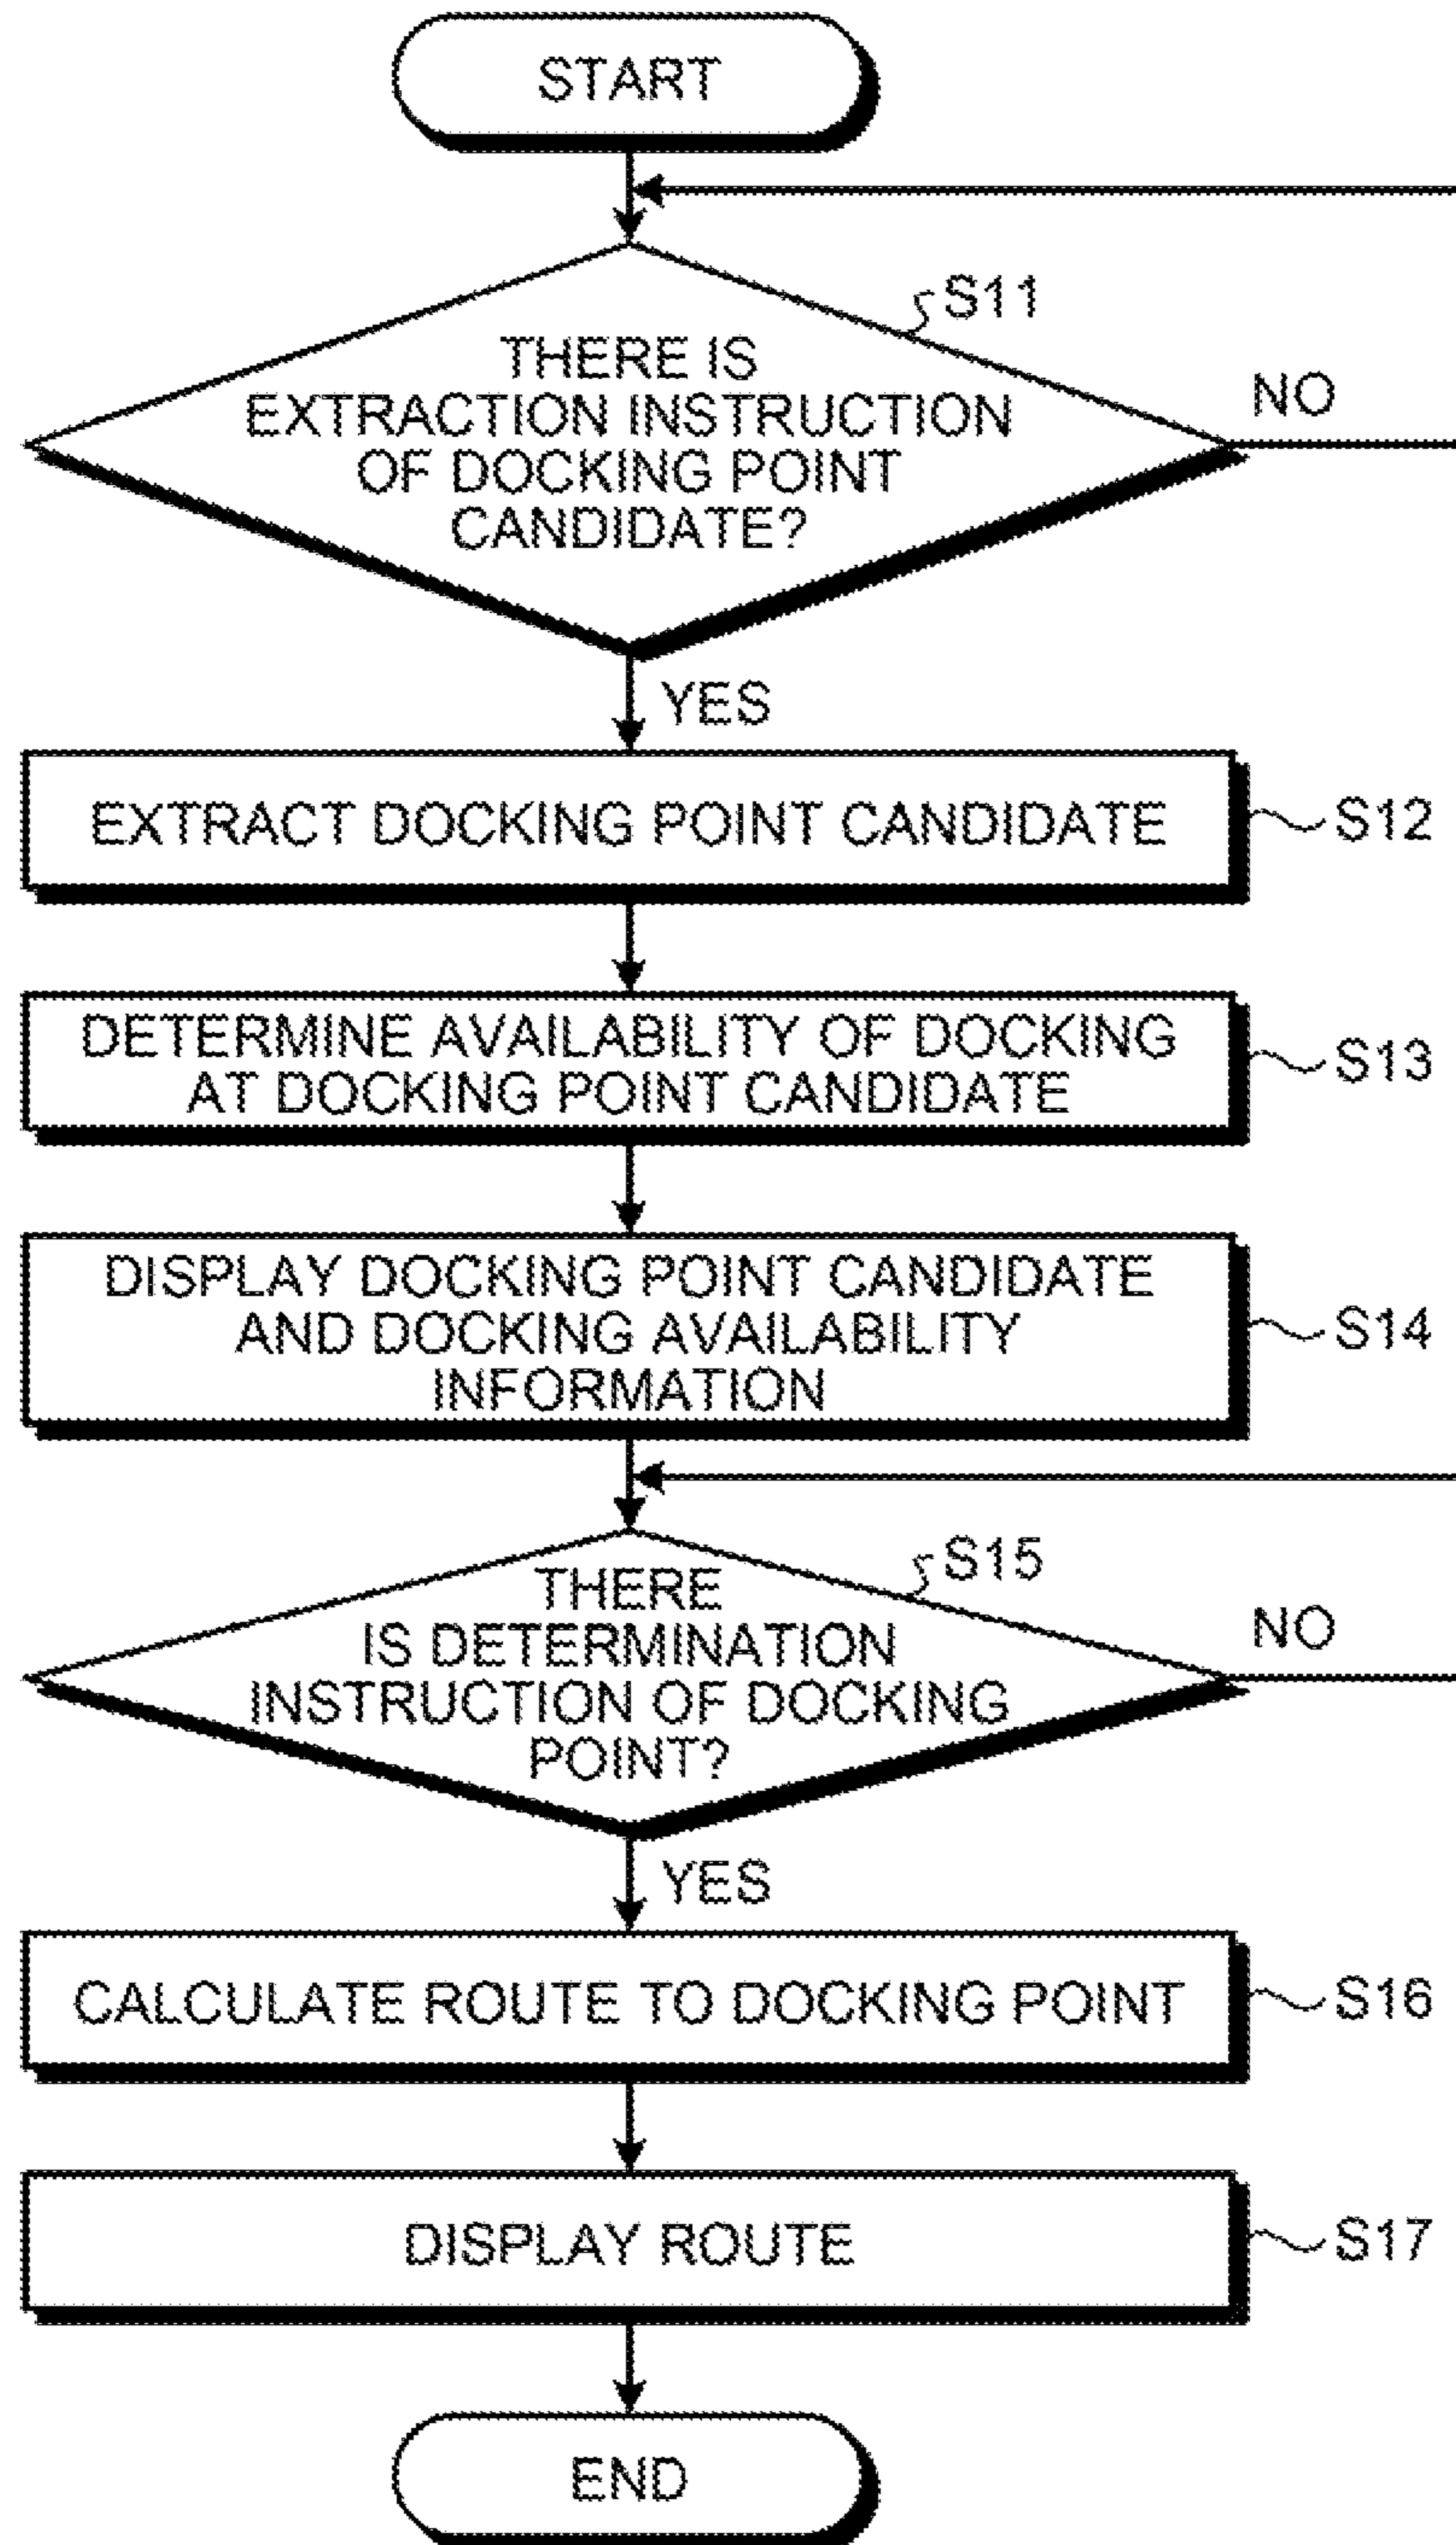 START
S11
THERE IS
EXTRACTION INSTRUCTION
OF DOCKING POINT
CANDIDATE?
NO
YES
EXTRACT DOCKING POINT CANDIDATE
S12
DETERMINE AVAILABILITY OF DOCKING
AT DOCKING POINT CANDIDATE
S13
DISPLAY DOCKING POINT CANDIDATE
AND DOCKING AVAILABILITY
INFORMATION
S14
S15
THERE
IS DETERMINATION
INSTRUCTION OF DOCKING
POINT?
NO
YES
CALCULATE ROUTE TO DOCKING POINT
S16
DISPLAY ROUTE
S17
END